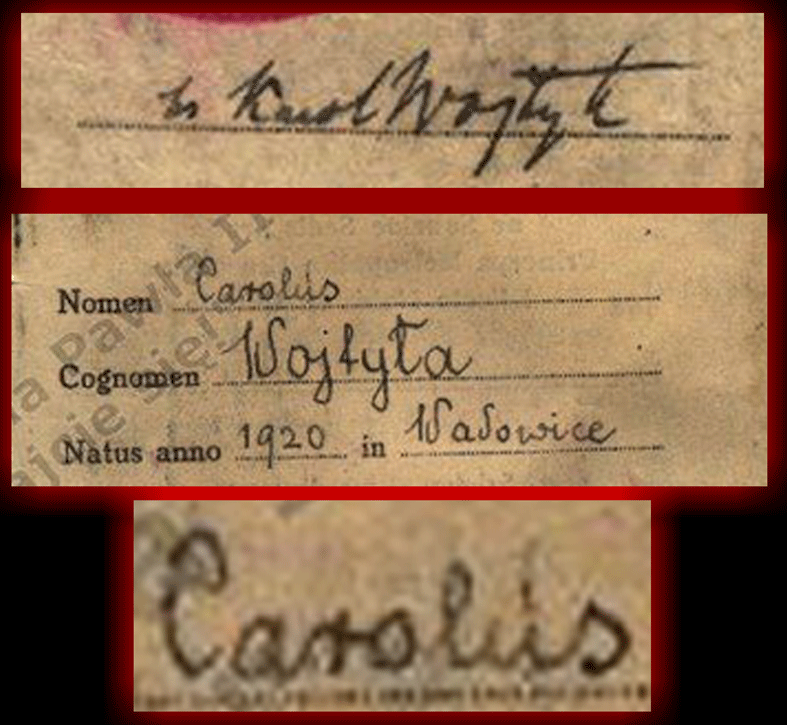 Ks Karol Wojtyła
Nomen Carolus
Cognomen Wojtyła
Natus anno 1920 in Wadowice
Carolus